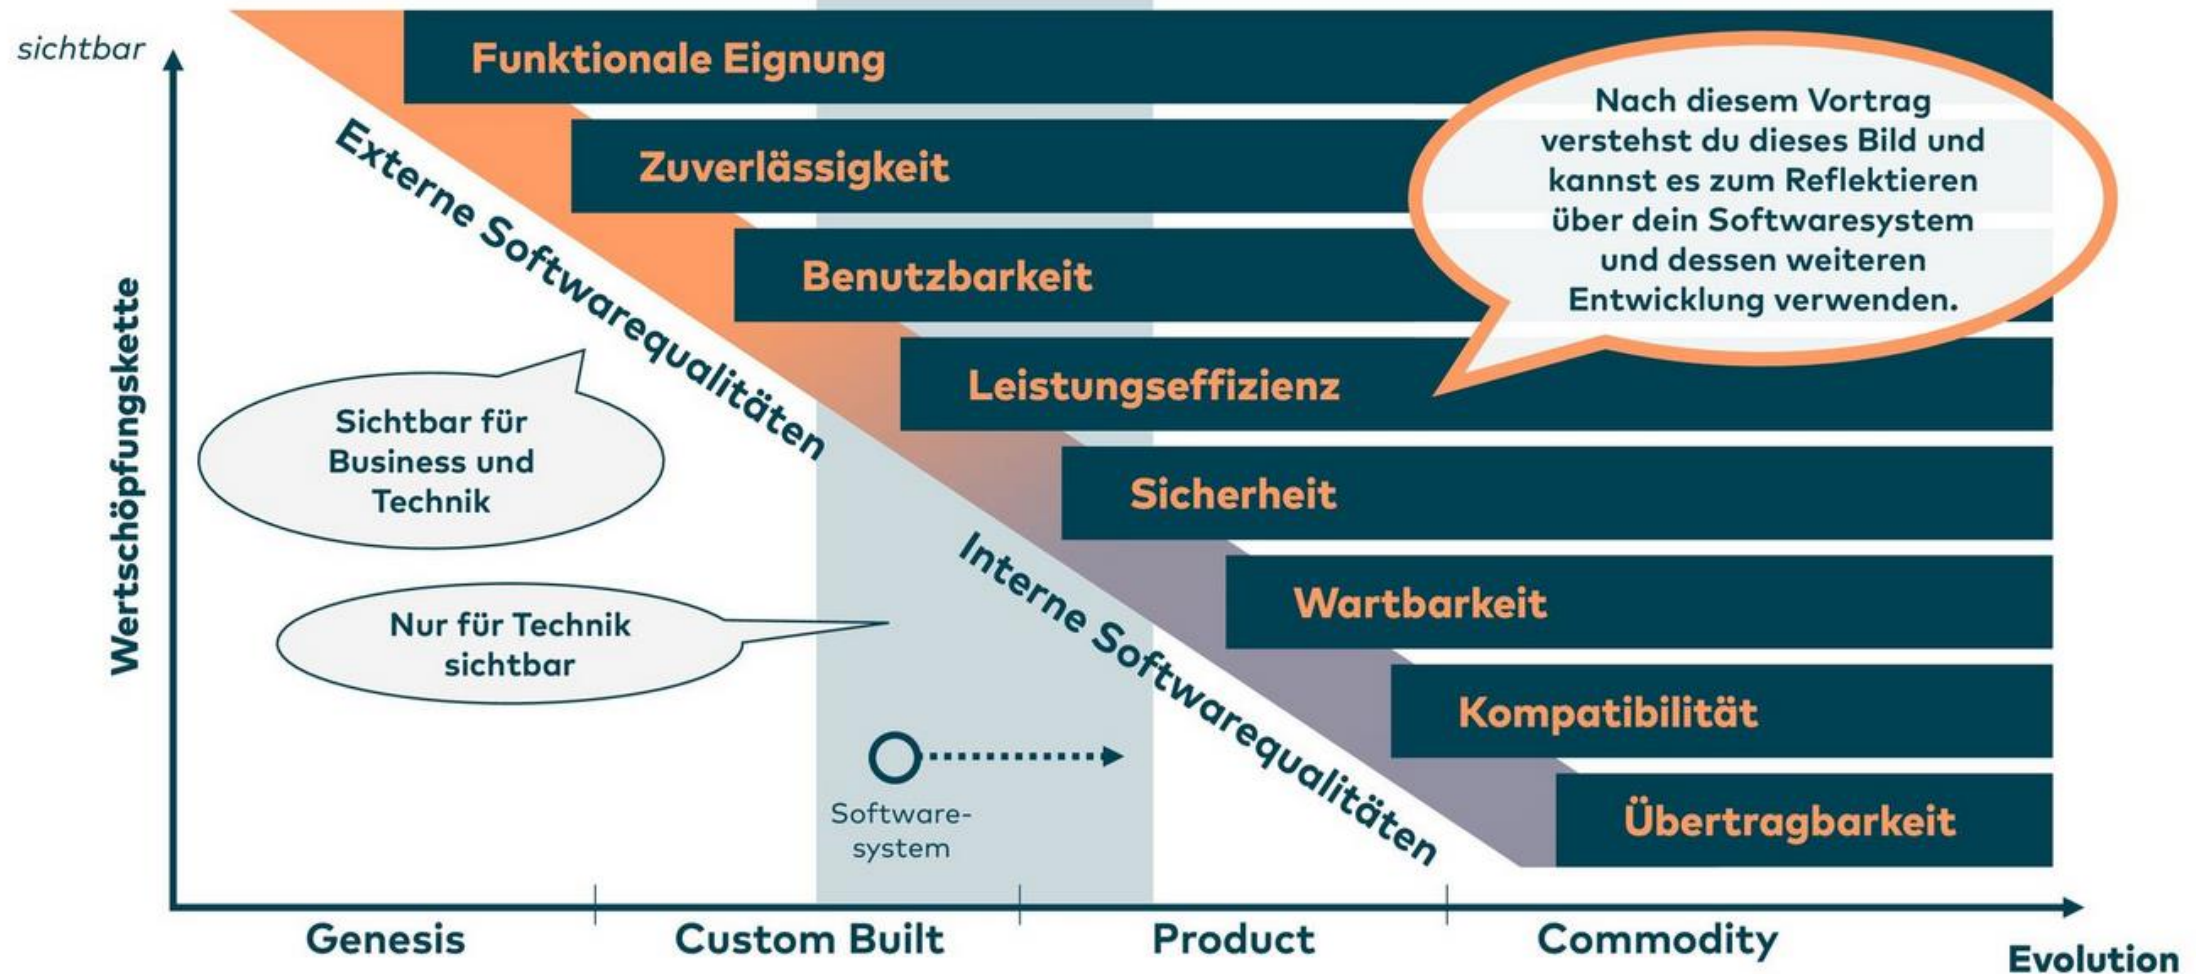 sichtbar
Funktionale Eignung
Zuverlässigkeit
Benutzbarkeit
Leistungseffizienz
Sicherheit
Wartbarkeit
Kompatibilität
Übertragbarkeit
Nach diesem Vortrag
verstehst du dieses Bild und
kannst es zum Reflektieren
über dein Softwaresystem
und dessen weiteren
Entwicklung verwenden.
Externe Softwarequalitäten
Interne Softwarequalitäten
Wertschöpfungskette
Sichtbar für
Business und
Technik
Nur für Technik
sichtbar
Software-
system
Genesis
Custom Built
Product
Commodity
Evolution